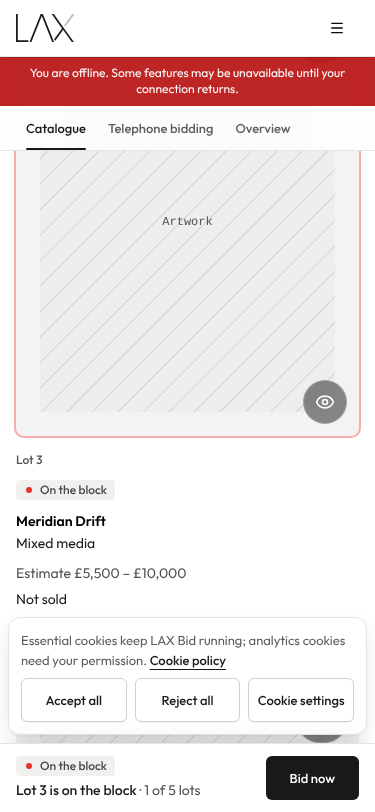 LAX
You are offline. Some features may be unavailable until your
connection returns.
Catalogue Telephone bidding Overview
Artwork
Lot 3
On the block
Meridian Drift
Mixed media
Estimate £5,500 – £10,000
Not sold
Essential cookies keep LAX Bid running; analytics cookies
need your permission. Cookie policy
Accept all Reject all Cookie settings
On the block
Lot 3 is on the block · 1 of 5 lots
Bid now